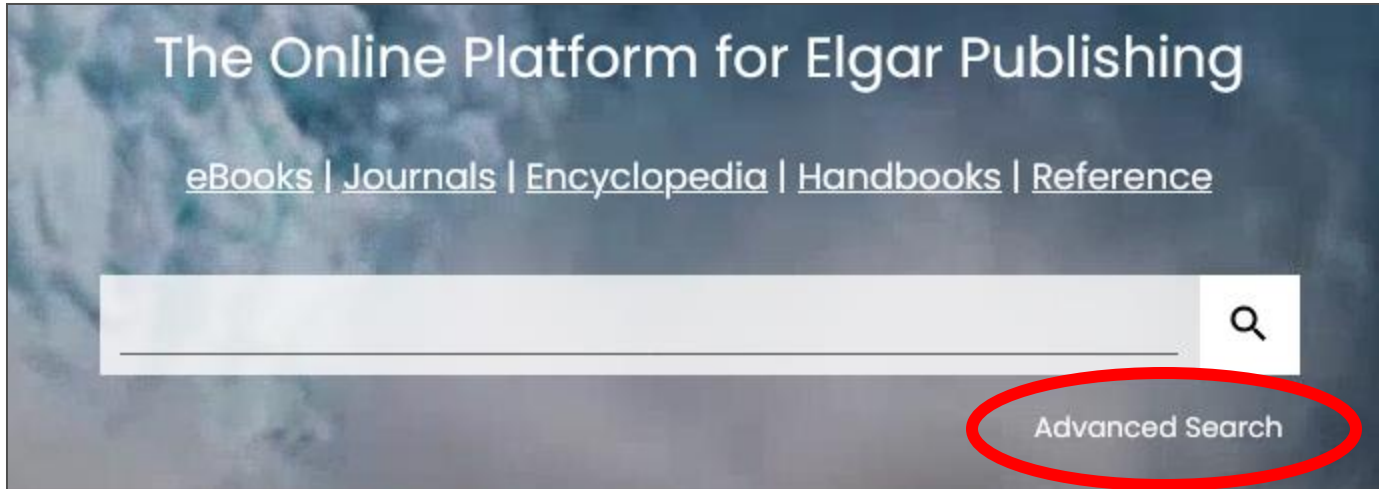 The Online Platform for Elgar Publishing
eBooks | Journals | Encyclopedia | Handbooks | Reference
Advanced Search